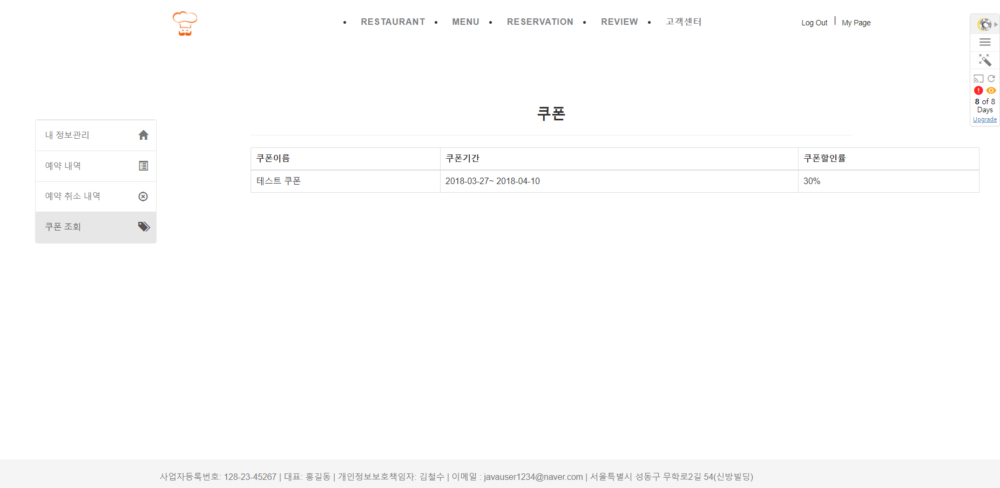 RESTAURANT MENU RESERVATION REVIEW 고객센터 Log Out My Page
8 of 8
Days
Upgrade
쿠폰
내 정보관리
예약 내역
예약 취소 내역
쿠폰 조회
쿠폰이름 쿠폰기간 쿠폰할인률
테스트 쿠폰 2018-03-27~ 2018-04-10 30%
사업자등록번호: 128-23-45267 | 대표: 홍길동 | 개인정보보호책임자: 김철수 | 이메일 : javauser1234@naver.com | 서울특별시 성동구 무학로2길 54(신방빌딩)